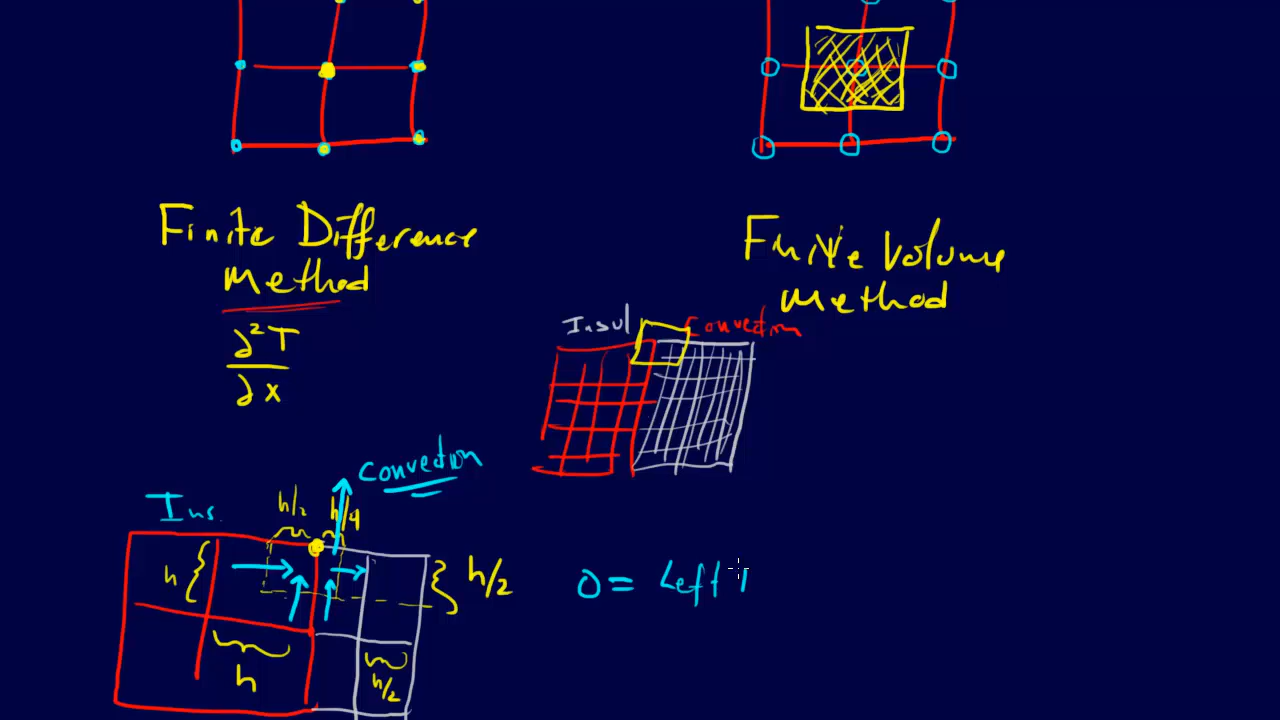 Finite Difference
Method
∂²T
∂x
Finite Volume
Method
Insul
Convection
Convection
Ins.
h/2
h/4
h
h/2
h
h/2
0 = Left